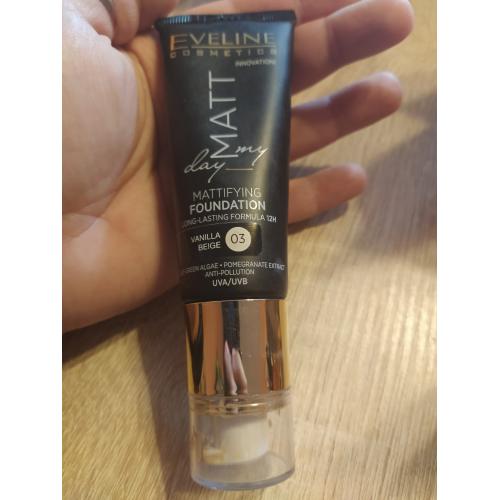 EVELINE
COSMETICS
INNOVATION!
MATT
day my
MATTIFYING
FOUNDATION
LONG-LASTING FORMULA 12H
VANILLA
BEIGE
03
GREEN ALGAE • POMEGRANATE EXTRACT
ANTI-POLLUTION
UVA/UVB